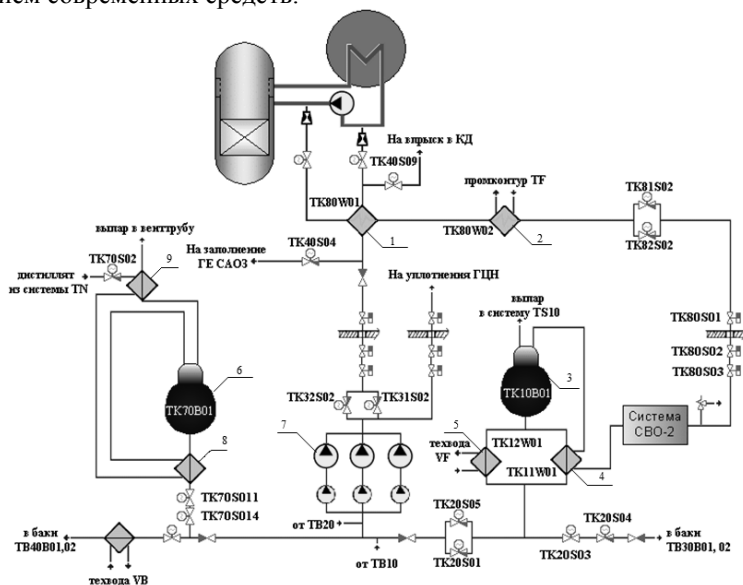 нием современных средств.
На впрыск в КД
TK40S09
TK80W01
промконтур TF
TK81S02
TK80W02
TK82S02
1
2
выпар в венттрубу
TK70S02
9
дистиллят
из системы TN
На заполнение
ГЕ САОЗ
TK40S04
На уплотнения ГЦН
выпар
в систему TS10
TK80S01
TK80S02
TK80S03
6
TK70B01
3
TK10B01
TK32S02
TK31S02
Система
СВО-2
7
5
техвода
VF
TK12W01
TK11W01
4
8
TK70S011
TK70S014
от TB20
TK20S05
TK20S04
в баки
TB40B01,02
от TB10
TK20S01
TK20S03
в баки
TB30B01, 02
техвода VB